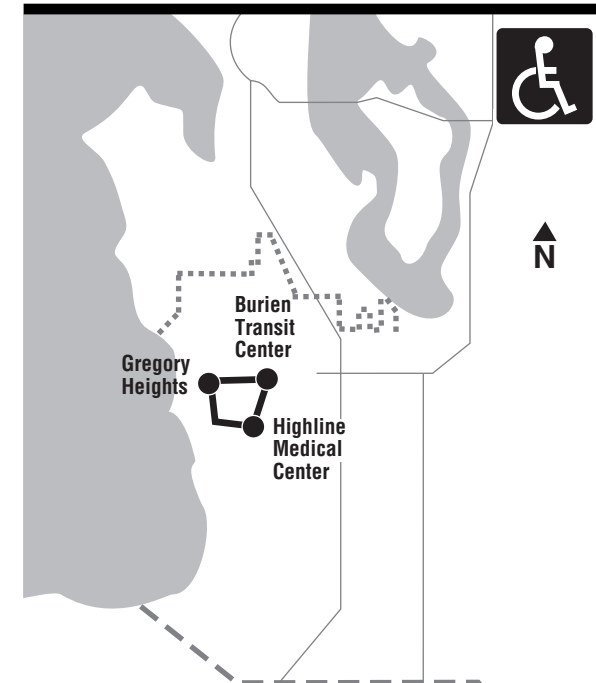 N
Burien
Transit
Center
Gregory
Heights
Highline
Medical
Center